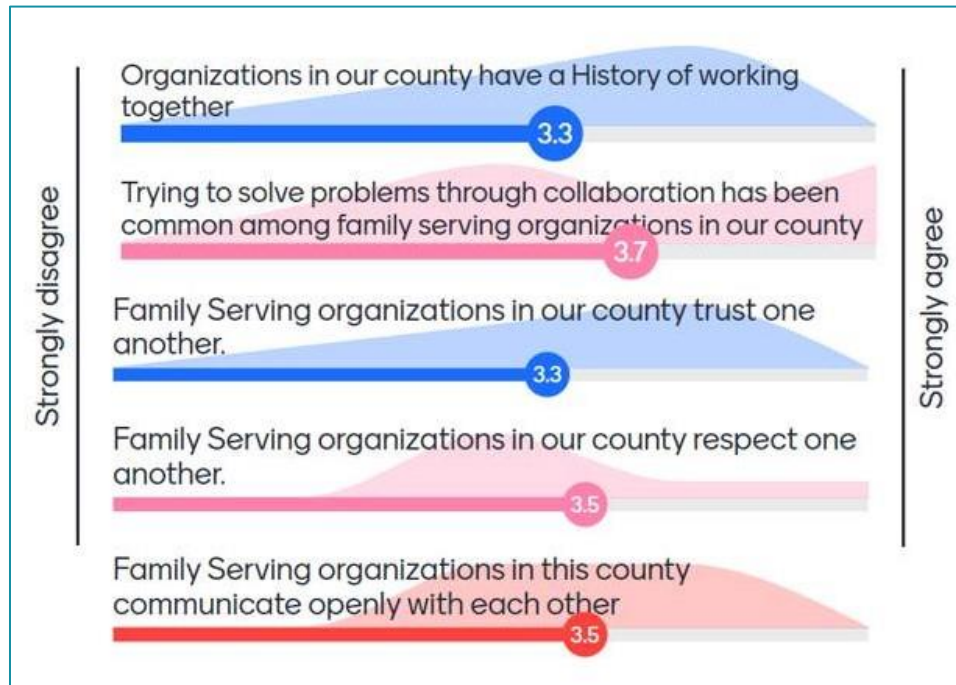 Organizations in our county have a History of working
together
3.3
Trying to solve problems through collaboration has been
common among family serving organizations in our county
3.7
Family Serving organizations in our county trust one
another.
3.3
Family Serving organizations in our county respect one
another.
3.5
Family Serving organizations in this county
communicate openly with each other
3.5
Strongly disagree
Strongly agree